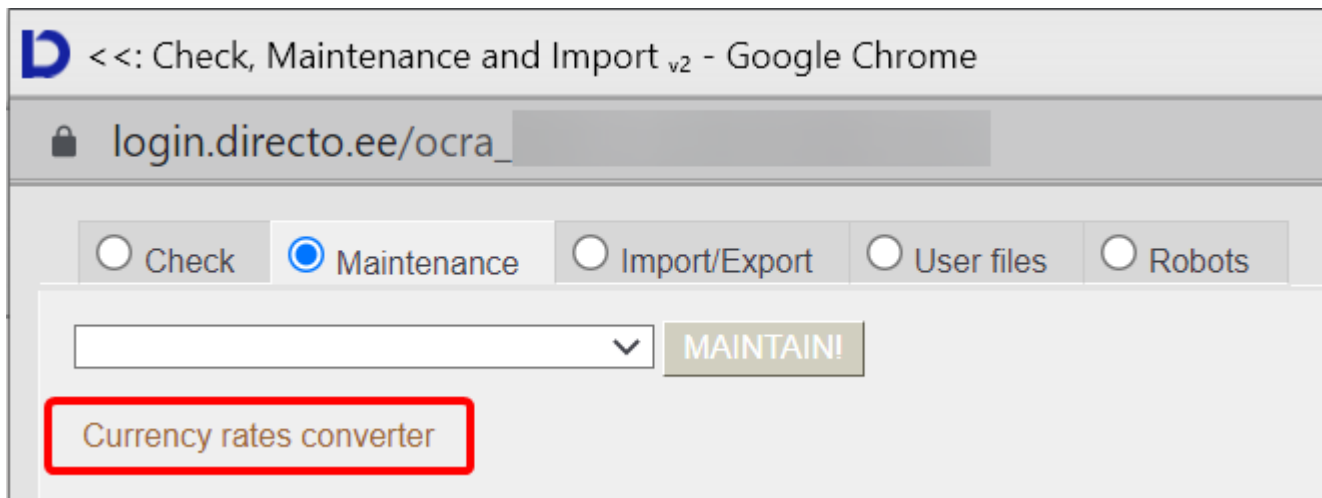 <<: Check, Maintenance and Import v2 - Google Chrome
login.directo.ee/ocra_
Check Maintenance Import/Export User files Robots
MAINTAIN!
Currency rates converter